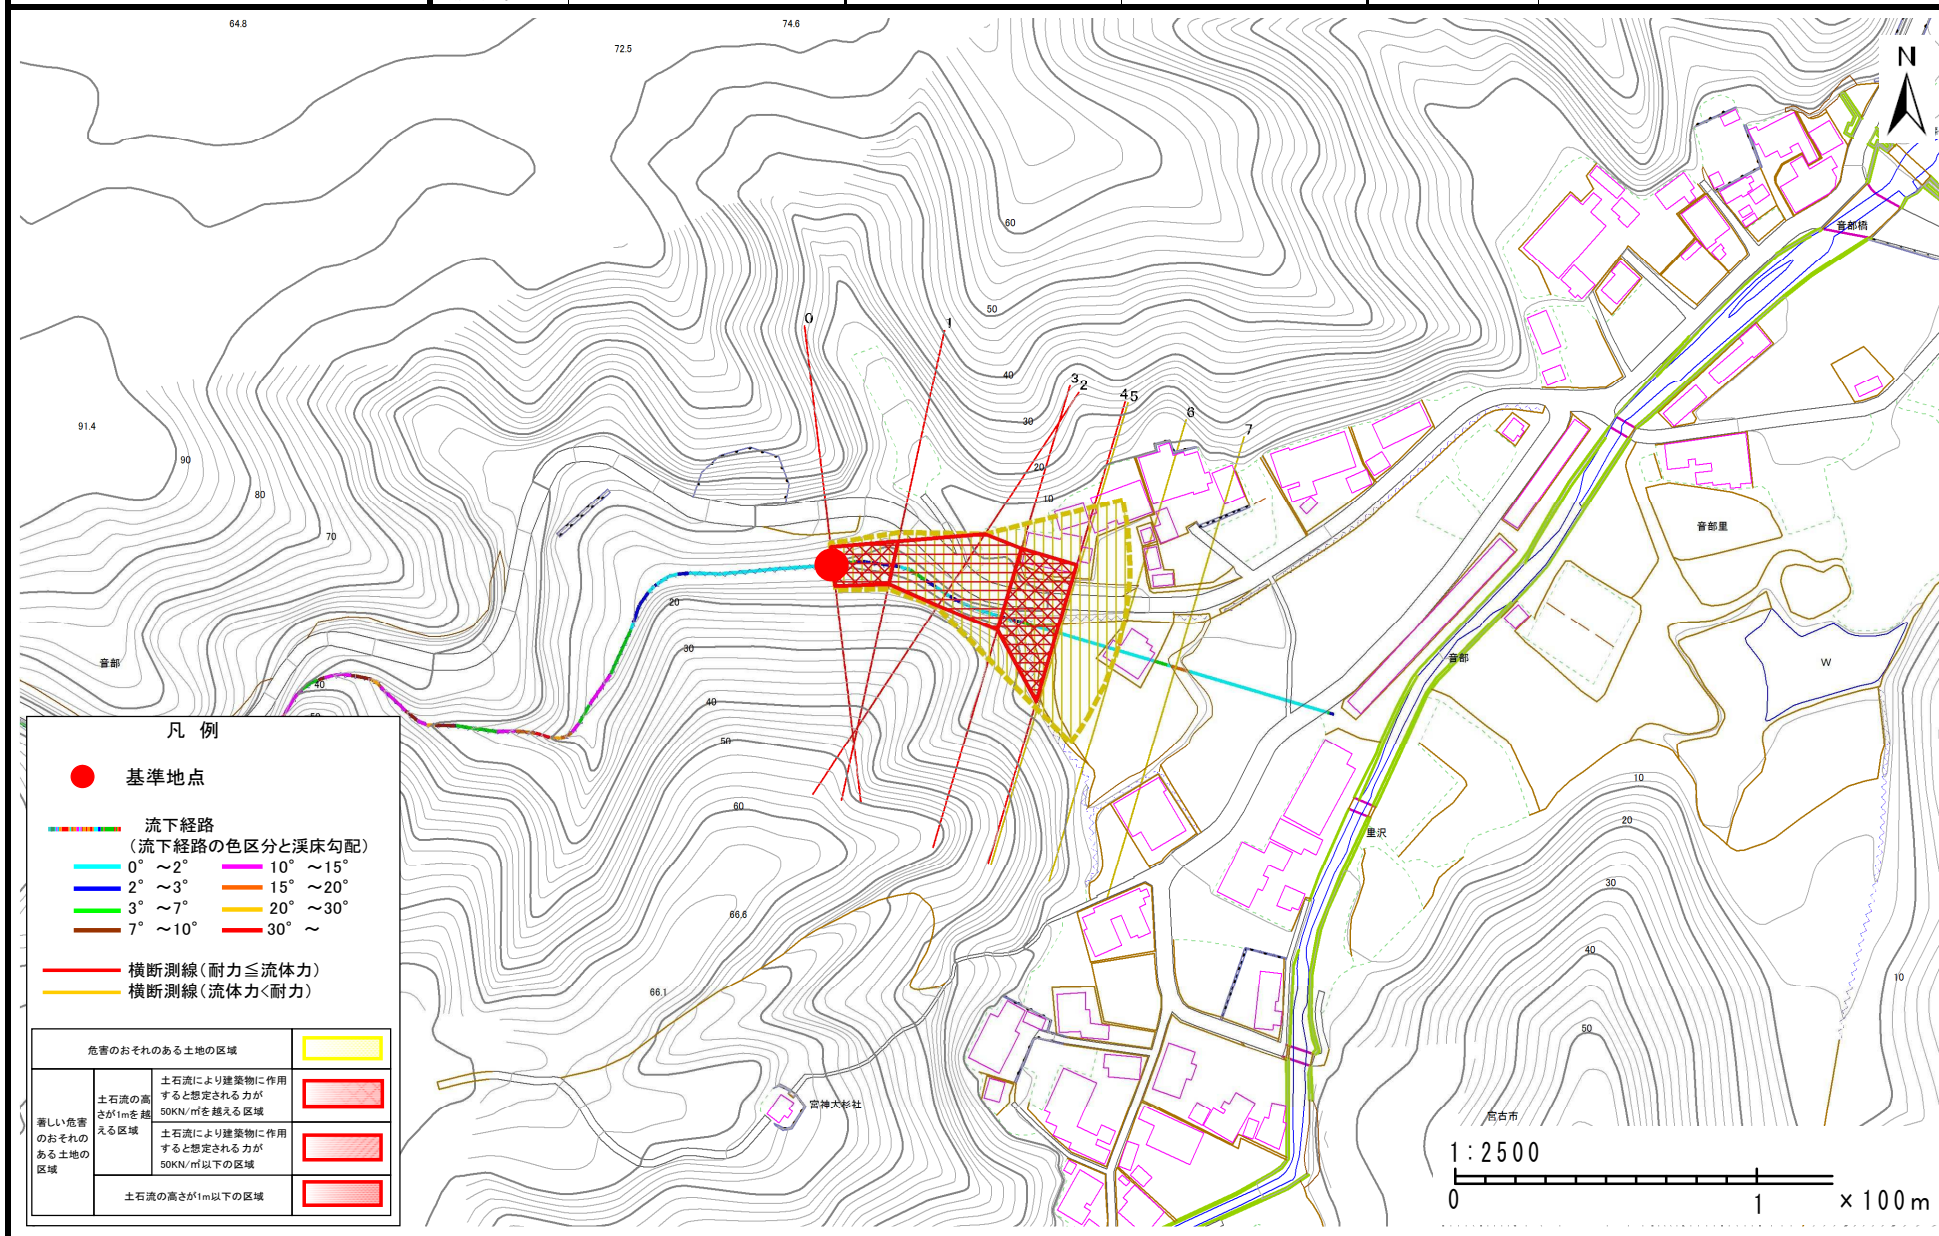 64.8
74.6
72.5
N
60
音部橋
50
0
1
40
3
2
4
5
6
30
7
91.4
90
20
80
10
音部里
70
20
30
音部
音部
W
40
40
50
10
60
20
里沢
30
66.6
40
10
66.1
50
宮神大杉社
宮古市
凡 例
基準地点
流下経路
(流下経路の色区分と渓床勾配)
0° ~2°
10° ~15°
2° ~3°
15° ~20°
3° ~7°
20° ~30°
7° ~10°
30° ~
横断測線(耐力≦流体力)
横断測線(流体力<耐力)
危害のおそれのある土地の区域
著しい危害
のおそれの
ある土地の
区域
土石流の高
さが1mを越
える区域
土石流により建築物に作用
すると想定される力が
50KN/㎡を越える区域
土石流により建築物に作用
すると想定される力が
50KN/㎡以下の区域
土石流の高さが1m以下の区域
1:2500
0
1
×100m